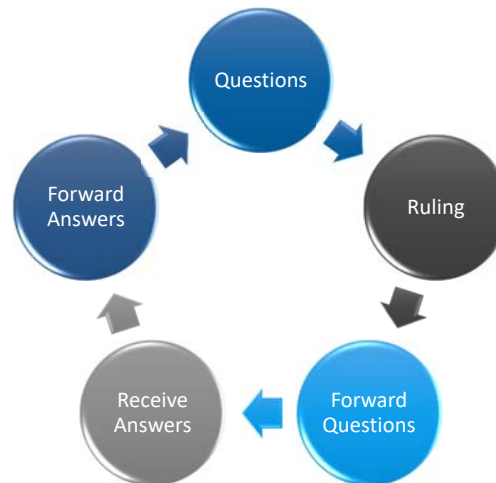 Questions
Ruling
Forward
Questions
Receive
Answers
Forward
Answers